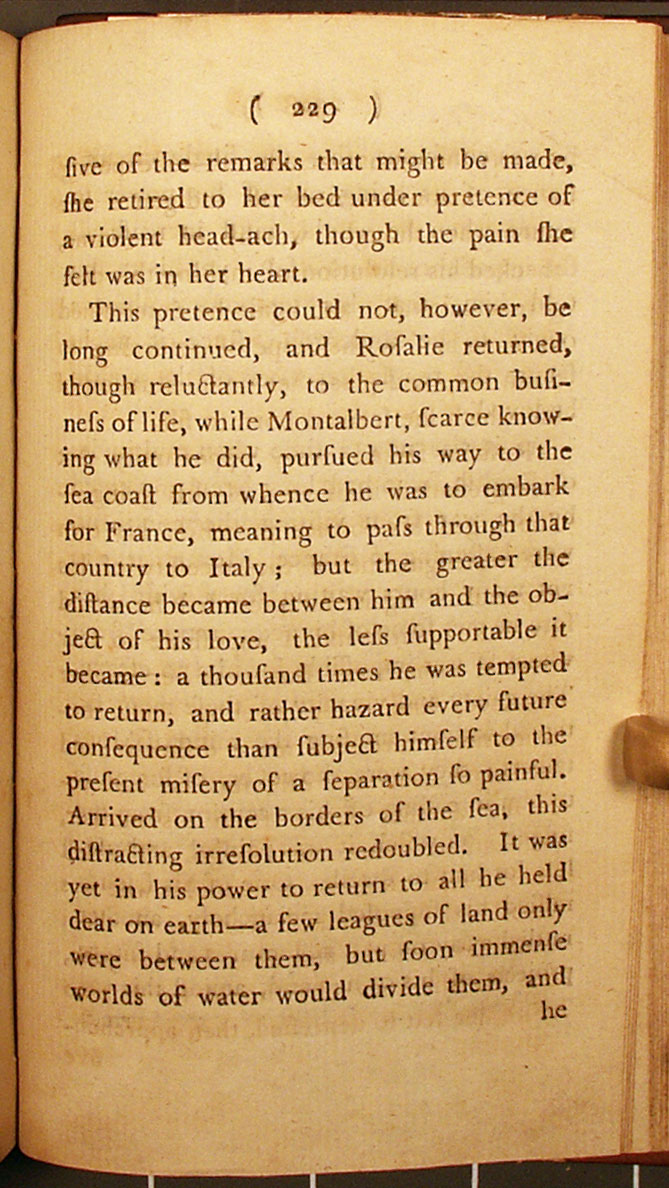 ( 229 )
ſive of the remarks that might be made,
ſhe retired to her bed under pretence of
a violent head-ach, though the pain ſhe
felt was in her heart.
This pretence could not, however, be
long continued, and Roſalie returned,
though reluctantly, to the common buſi-
neſs of life, while Montalbert, ſcarce know-
ing what he did, purſued his way to the
ſea coaſt from whence he was to embark
for France, meaning to paſs through that
country to Italy; but the greater the
diſtance became between him and the ob-
ject of his love, the leſs ſupportable it
became: a thouſand times he was tempted
to return, and rather hazard every future
conſequence than ſubject himſelf to the
preſent miſery of a ſeparation ſo painful.
Arrived on the borders of the ſea, this
diſtracting irreſolution redoubled. It was
yet in his power to return to all he held
dear on earth—a few leagues of land only
were between them, but ſoon immenſe
worlds of water would divide them, and
he